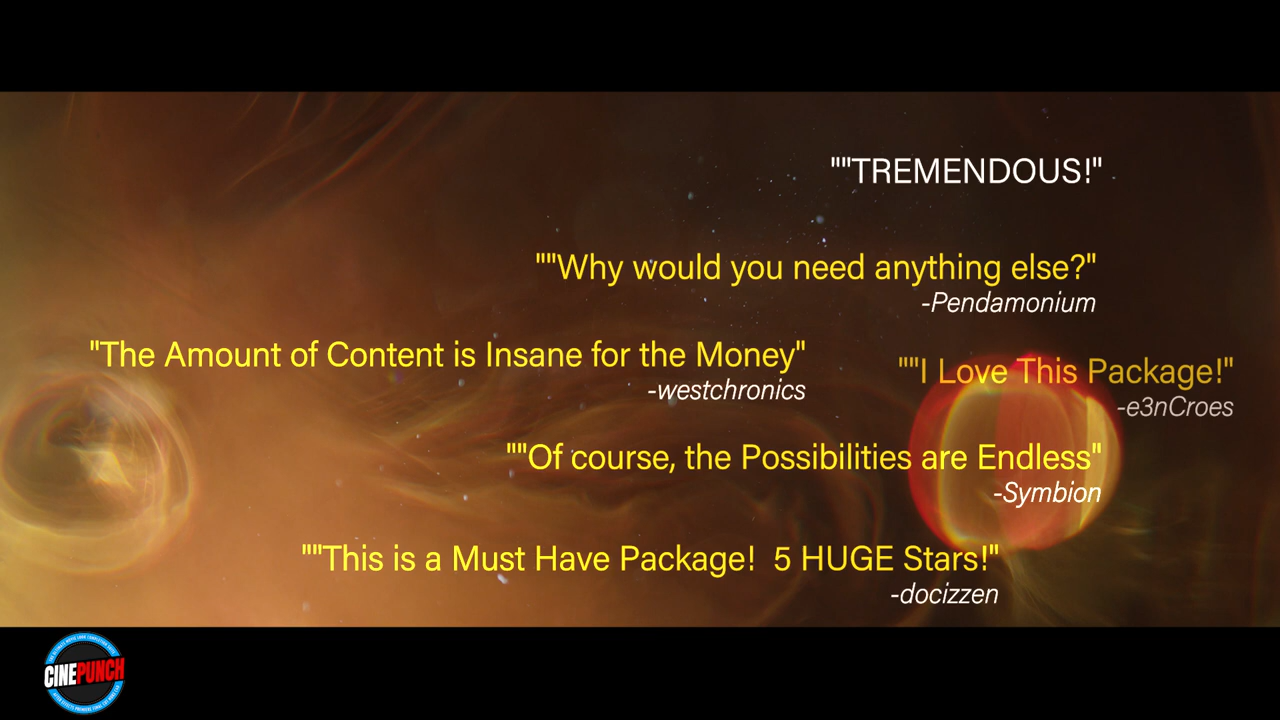 ""TREMENDOUS!"
""Why would you need anything else?"
-Pendamonium
"The Amount of Content is Insane for the Money"
-westchronics
""I Love This Package!"
-e3nCroes
""Of course, the Possibilities are Endless"
-Symbion
""This is a Must Have Package!  5 HUGE Stars!"
-docizzen
CINEPUNCH